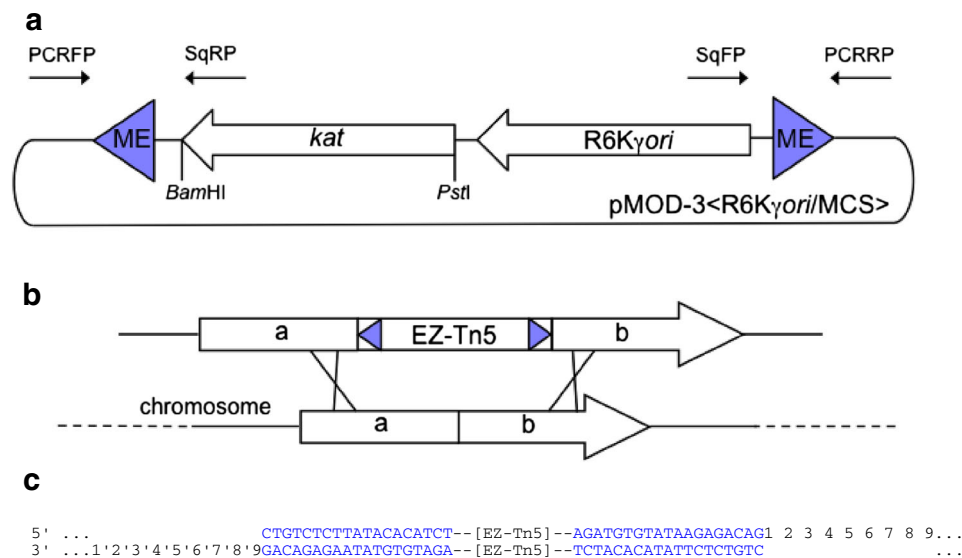 a
PCRFP SqRP SqFP PCRRP
ME kat R6Kγori ME
BamHI PstI
pMOD-3<R6Kγori/MCS>
b
a EZ-Tn5 b
chromosome
a b
c
5' ... CTGTCTCTTATACACATCT--[EZ-Tn5]--AGATGTGTATAAGAGACAG1 2 3 4 5 6 7 8 9...
3' ...1'2'3'4'5'6'7'8'9GACAGAGAATATGTGTAGA--[EZ-Tn5]--TCTACACATATTCTCTGTC ...